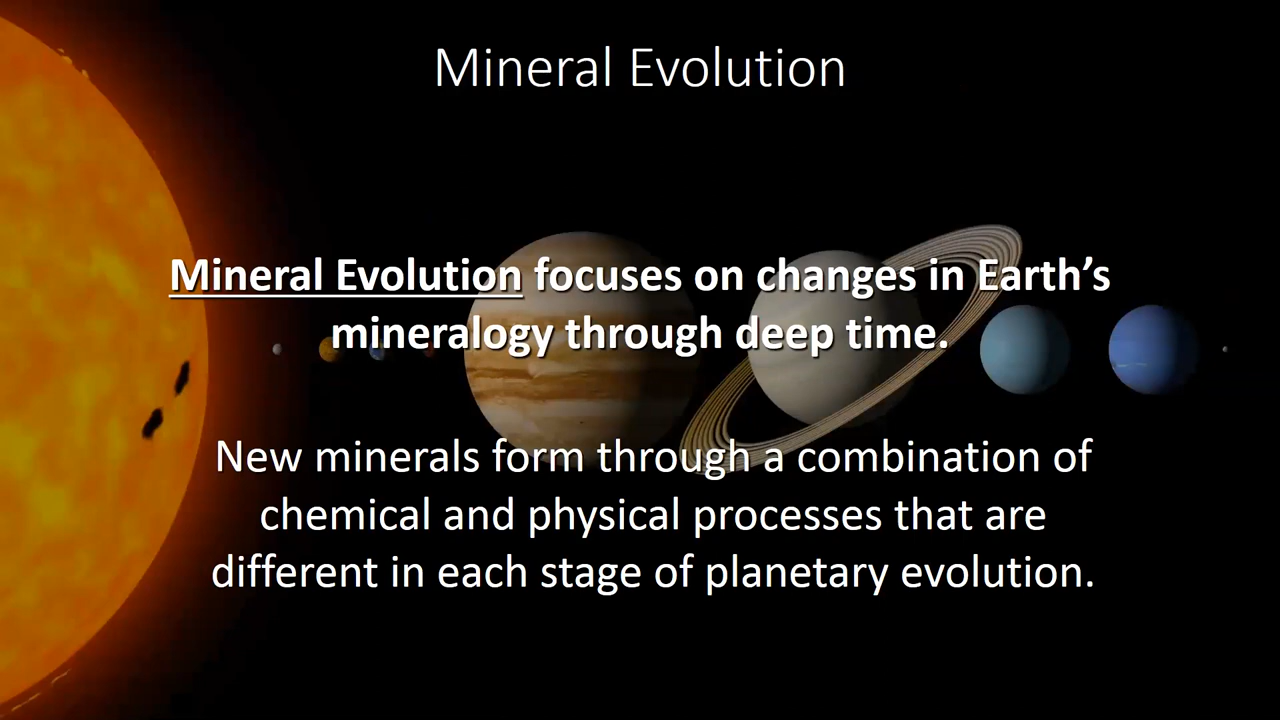 Mineral Evolution
Mineral Evolution focuses on changes in Earth’s
mineralogy through deep time.
New minerals form through a combination of
chemical and physical processes that are
different in each stage of planetary evolution.